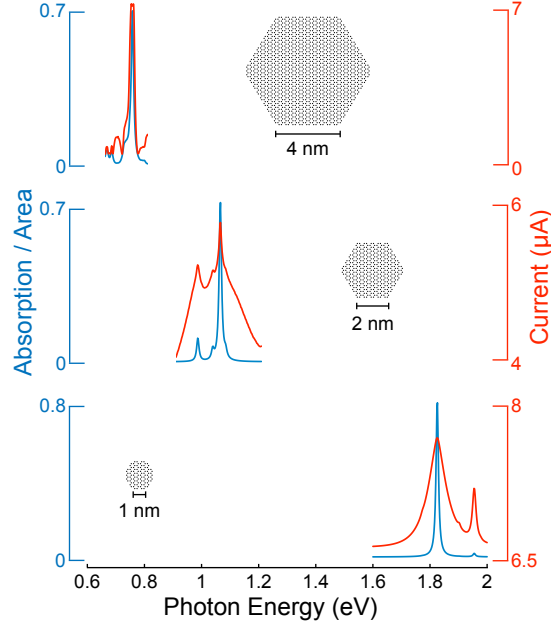 0.7
7
4 nm
0
0
0.7
6
Absorption / Area
Current (μA)
2 nm
0
4
0.8
8
1 nm
0
6.5
0.6 0.8 1 1.2 1.4 1.6 1.8 2
Photon Energy (eV)